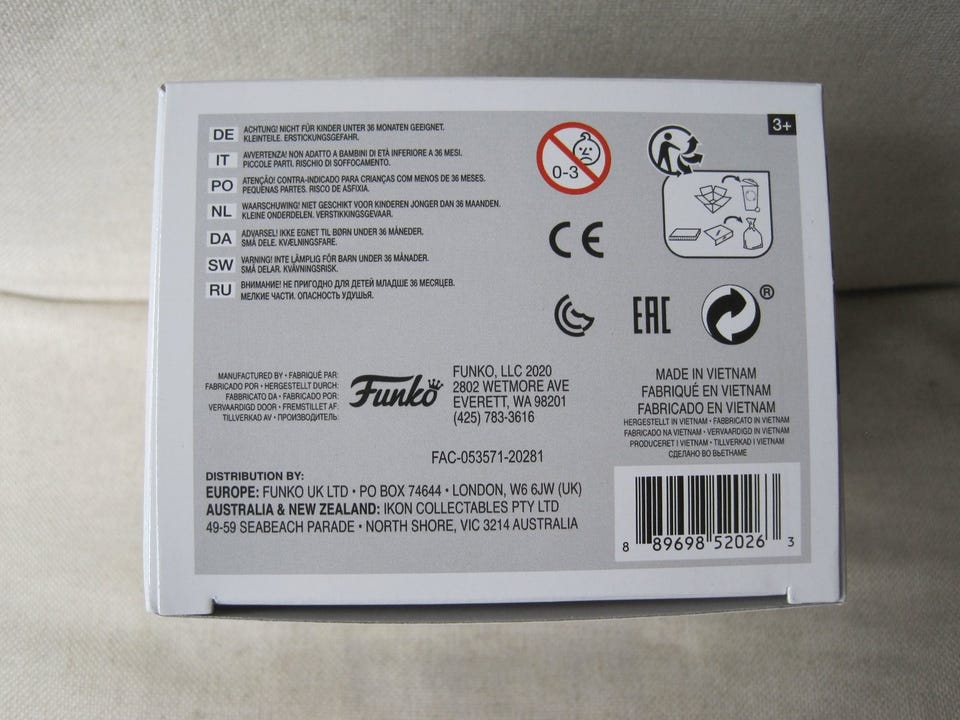 DE ACHTUNG! NICHT FÜR KINDER UNTER 36 MONATEN GEEIGNET.
KLEINTEILE. ERSTICKUNGSGEFAHR.
IT AVVERTENZA! NON ADATTO A BAMBINI DI ETÀ INFERIORE A 36 MESI.
PICCOLE PARTI. RISCHIO DI SOFFOCAMENTO.
PO ATENÇÃO! CONTRA-INDICADO PARA CRIANÇAS COM MENOS DE 36 MESES.
PEQUENAS PARTES. RISCO DE ASFIXIA.
NL WAARSCHUWING! NIET GESCHIKT VOOR KINDEREN JONGER DAN 36 MAANDEN.
KLEINE ONDERDELEN. VERSTIKKINGSGEVAAR.
DA ADVARSEL! IKKE EGNET TIL BØRN UNDER 36 MÅNEDER.
SMÅ DELE. KVÆLNINGSFARE.
SW VARNING! INTE LÄMPLIG FÖR BARN UNDER 36 MÅNADER.
SMÅ DELAR. KVÄVNINGSRISK.
RU ВНИМАНИЕ! НЕ ПРИГОДНО ДЛЯ ДЕТЕЙ МЛАДШЕ 36 МЕСЯЦЕВ.
МЕЛКИЕ ЧАСТИ. ОПАСНОСТЬ УДУШЬЯ.
0-3
3+
CE
EAC
®
MANUFACTURED BY • FABRIQUÉ PAR:
FABRICADO POR • HERGESTELLT DURCH:
FABBRICATO DA • FABRICADO POR:
VERVAARDIGD DOOR • FREMSTILLET AF:
TILLVERKAD AV • ПРОИЗВОДИТЕЛЬ:
Funko
FUNKO, LLC 2020
2802 WETMORE AVE
EVERETT, WA 98201
(425) 783-3616
MADE IN VIETNAM
FABRIQUÉ EN VIETNAM
FABRICADO EN VIETNAM
HERGESTELLT IN VIETNAM • FABBRICATO IN VIETNAM
FABRICADO NA VIETNAM • VERVAARDIGD IN VIETNAM
PRODUCERET I VIETNAM • TILLVERKAD I VIETNAM
СДЕЛАНО ВО ВЬЕТНАМЕ
FAC-053571-20281
DISTRIBUTION BY:
EUROPE: FUNKO UK LTD • PO BOX 74644 • LONDON, W6 6JW (UK)
AUSTRALIA & NEW ZEALAND: IKON COLLECTABLES PTY LTD
49-59 SEABEACH PARADE • NORTH SHORE, VIC 3214 AUSTRALIA
8 89698 52026 3